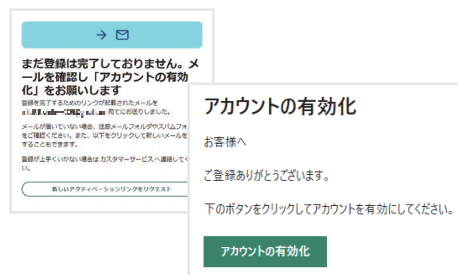 まだ登録は完了しておりません。メ
ールを確認し「アカウントの有効
化」をお願いします
登録を完了するためのリンクが記載されたメールを
宛てにお送りしました。
メールが届いていない場合、迷惑メールフォルダやスパムフォ
をご確認ください。また、以下をクリックして新しいメールを
することもできます。
登録が上手くいかない場合はカスタマーサービスへ連絡してく
い。
新しいアクティベーションリンクをリクエスト
アカウントの有効化
お客様へ
ご登録ありがとうございます。
下のボタンをクリックしてアカウントを有効にしてください。
アカウントの有効化